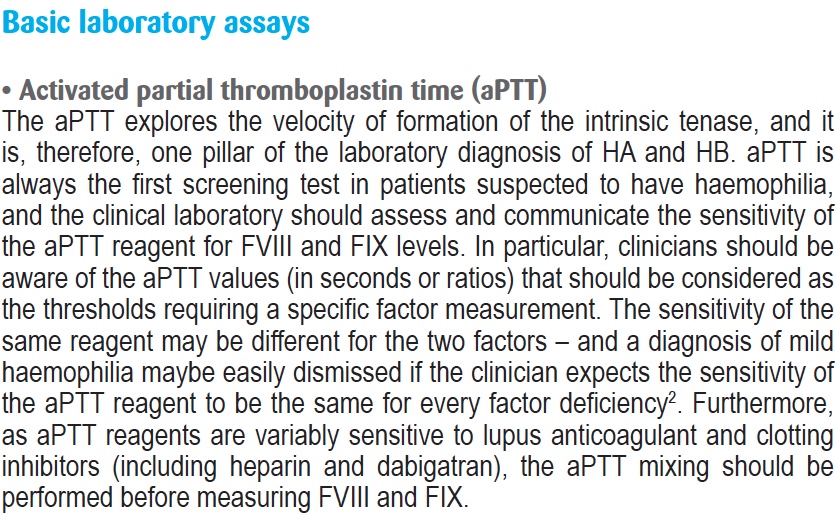 Basic laboratory assays
• Activated partial thromboplastin time (aPTT)
The aPTT explores the velocity of formation of the intrinsic tenase, and it
is, therefore, one pillar of the laboratory diagnosis of HA and HB. aPTT is
always the first screening test in patients suspected to have haemophilia,
and the clinical laboratory should assess and communicate the sensitivity of
the aPTT reagent for FVIII and FIX levels. In particular, clinicians should be
aware of the aPTT values (in seconds or ratios) that should be considered as
the thresholds requiring a specific factor measurement. The sensitivity of the
same reagent may be different for the two factors – and a diagnosis of mild
haemophilia maybe easily dismissed if the clinician expects the sensitivity of
the aPTT reagent to be the same for every factor deficiency². Furthermore,
as aPTT reagents are variably sensitive to lupus anticoagulant and clotting
inhibitors (including heparin and dabigatran), the aPTT mixing should be
performed before measuring FVIII and FIX.